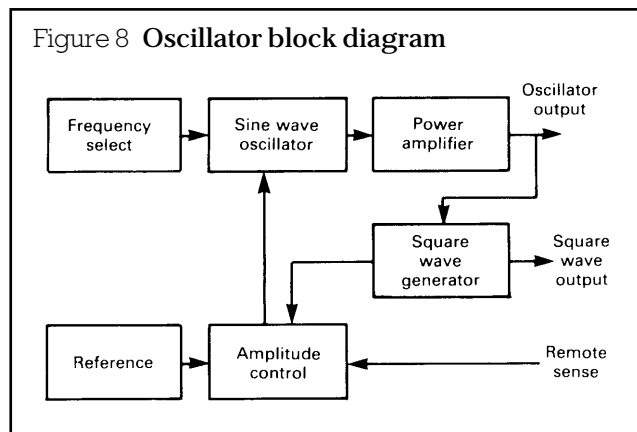 Figure 8 Oscillator block diagram
Oscillator
output
Frequency
select
Sine wave
oscillator
Power
amplifier
Square
wave
generator
Square
wave
output
Reference
Amplitude
control
Remote
sense